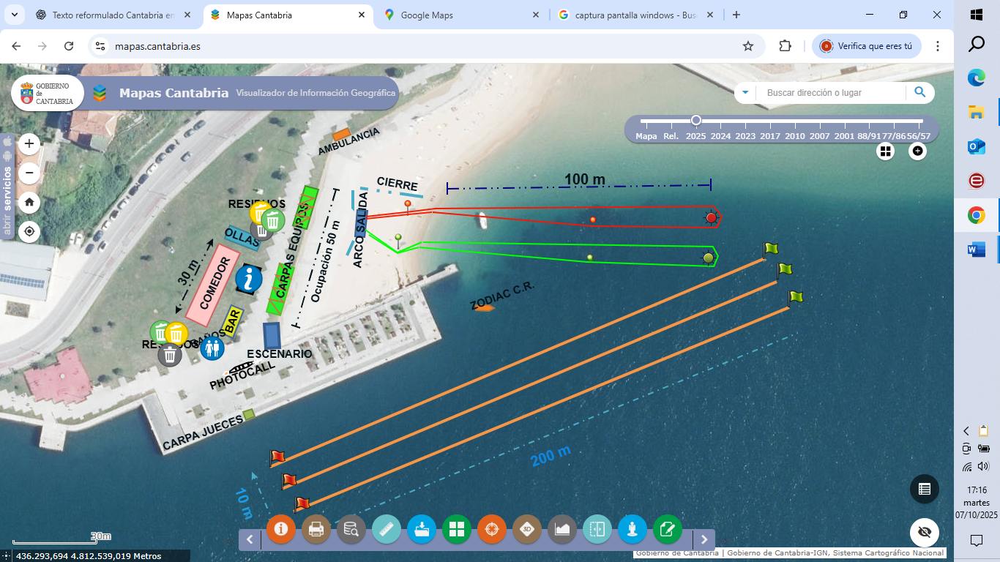 Texto reformulado Cantabria en
Mapas Cantabria
Google Maps
captura pantalla windows - Bus
mapas.cantabria.es
Verifica que eres tú
GOBIERNO
de
CANTABRIA
Mapas Cantabria Visualizador de Información Geográfica
Buscar dirección o lugar
Mapa Rel. 2025 2024 2023 2017 2010 2007 2001 88/91 77/86 56/57
abrir servicios
AMBULANCIA
CIERRE
100 m
RESIDUOS
OLLAS
CARPAS EQUIPOS
Ocupación 50 m
ARCO SALIDA
30 m
COMEDOR
BAR
ZODIAC C.R.
RESIDUOS
BAÑOS
ESCENARIO
PHOTOCALL
CARPA JUECES
200 m
10 m
3D
30m
436.293,694 4.812.539,019 Metros
Gobierno de Cantabria | Gobierno de Cantabria-IGN, Sistema Cartográfico Nacional
17:16
martes
07/10/2025